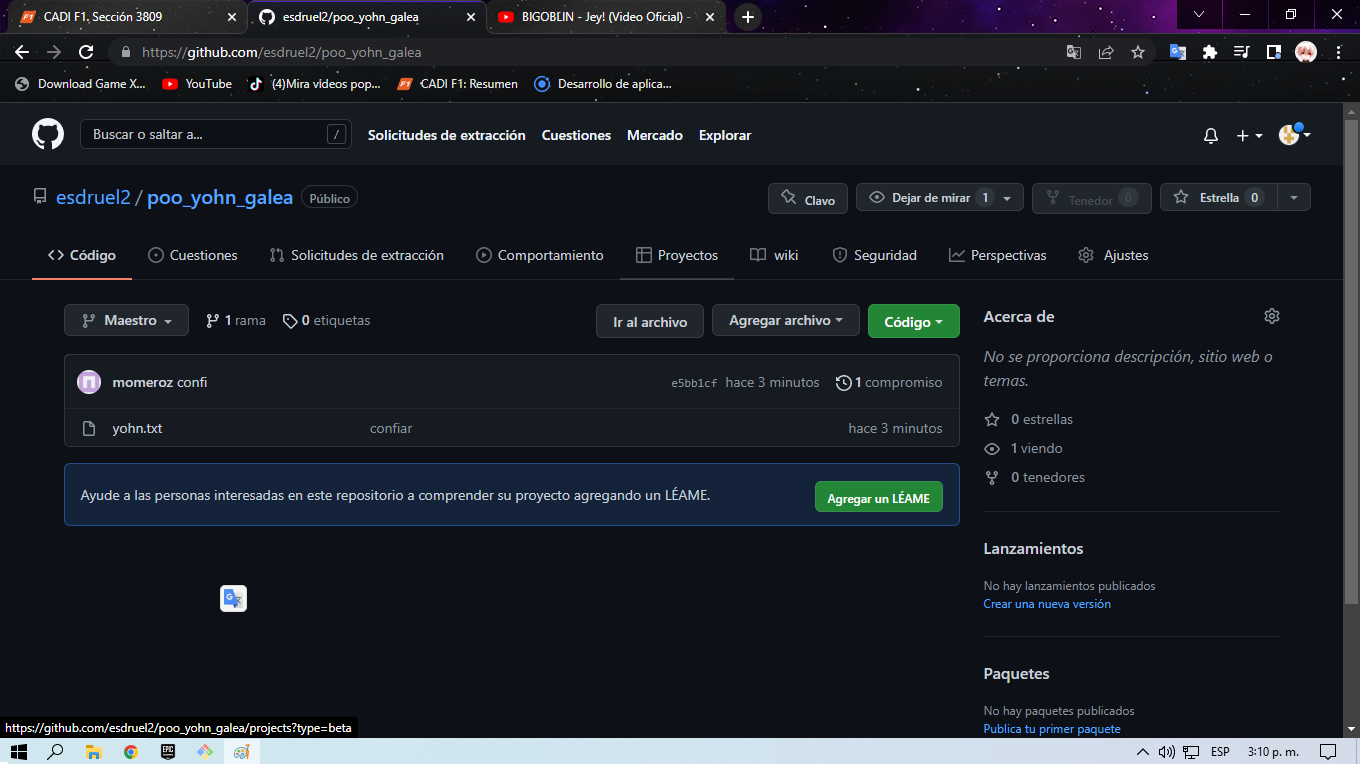 CADI F1. Sección 3809
esdruel2/poo_yohn_galea
BIGOBLIN - Jey! (Video Oficial) -
https://github.com/esdruel2/poo_yohn_galea
Download Game X...
YouTube
(4)Mira videos pop...
CADI F1: Resumen
Desarrollo de aplica...
Buscar o saltar a...
/
Solicitudes de extracción
Cuestiones
Mercado
Explorar
esdruel2 / poo_yohn_galea
Público
Clavo
Dejar de mirar 1
Tenedor 0
Estrella 0
Código
Cuestiones
Solicitudes de extracción
Comportamiento
Proyectos
wiki
Seguridad
Perspectivas
Ajustes
Maestro
1 rama
0 etiquetas
Ir al archivo
Agregar archivo
Código
momeroz confi
e5bb1cf hace 3 minutos
1 compromiso
yohn.txt
confiar
hace 3 minutos
Ayude a las personas interesadas en este repositorio a comprender su proyecto agregando un LÉAME.
Agregar un LÉAME
Acerca de
No se proporciona descripción, sitio web o
temas.
0 estrellas
1 viendo
0 tenedores
Lanzamientos
No hay lanzamientos publicados
Crear una nueva versión
Paquetes
No hay paquetes publicados
Publica tu primer paquete
https://github.com/esdruel2/poo_yohn_galea/projects?type=beta
ESP
3:10 p. m.